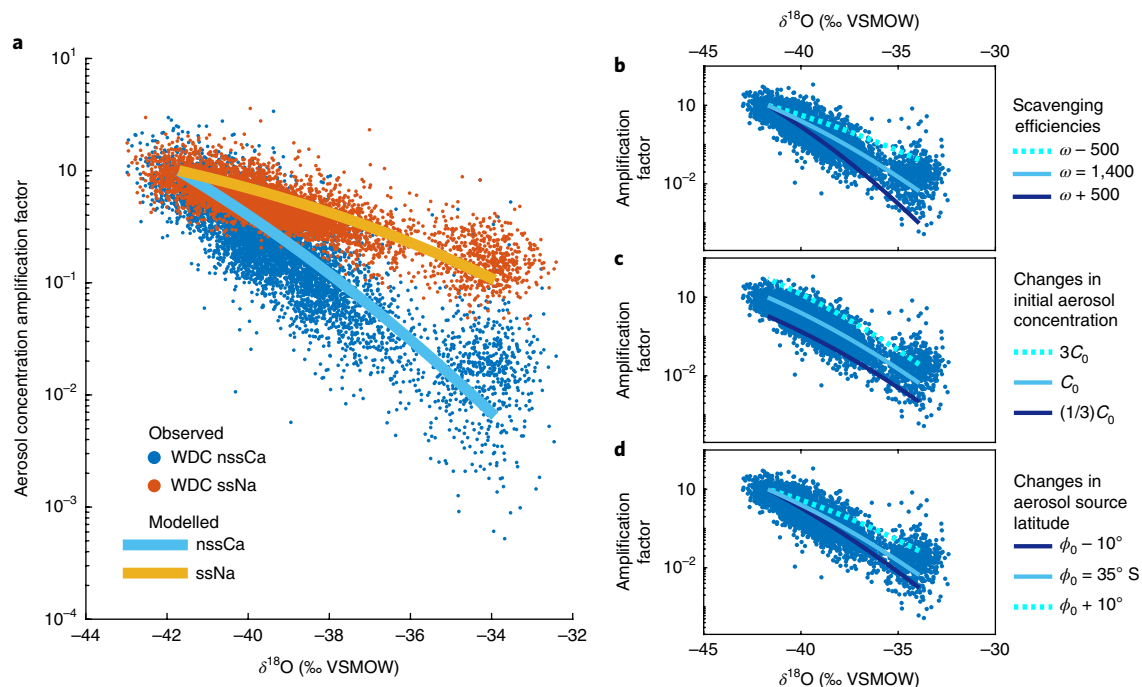 a
Aerosol concentration amplification factor
10¹
10
10⁻¹
10⁻²
10⁻³
10⁻⁴
−44
−42
−40
−38
−36
−34
−32
δ¹⁸O (‰ VSMOW)
Observed
WDC nssCa
WDC ssNa
Modelled
nssCa
ssNa
δ¹⁸O (‰ VSMOW)
−45
−40
−35
−30
b
Amplification
factor
10
10⁻²
Scavenging
efficiencies
ω − 500
ω = 1,400
ω + 500
c
Amplification
factor
10
10⁻²
Changes in
initial aerosol
concentration
3C₀
C₀
(1/3)C₀
d
Amplification
factor
10
10⁻²
Changes in
aerosol source
latitude
ϕ₀ − 10°
ϕ₀ = 35° S
ϕ₀ + 10°
−45
−40
−35
−30
δ¹⁸O (‰ VSMOW)